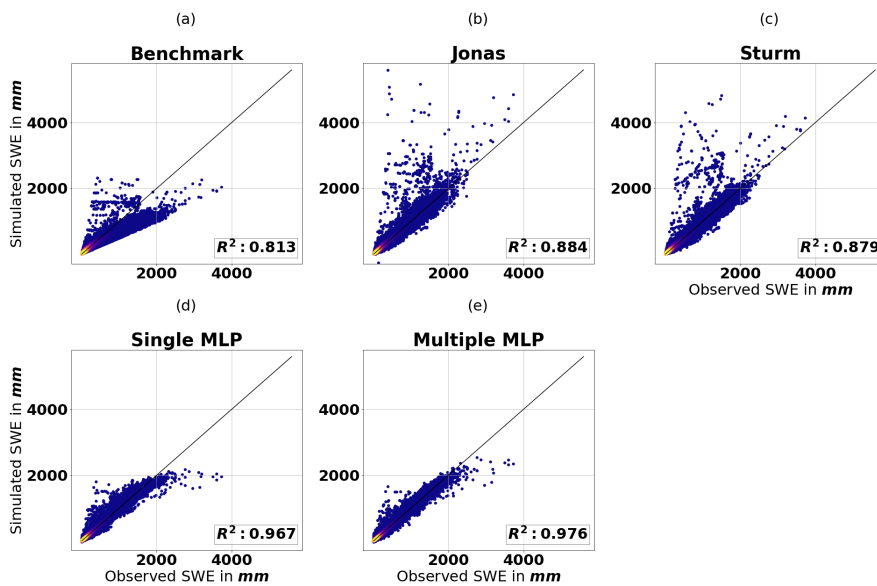 (a)
(b)
(c)
Benchmark
Jonas
Sturm
Simulated SWE in mm
4000
2000
R²: 0.813
2000
4000
4000
2000
R²: 0.884
2000
4000
4000
2000
R²: 0.879
2000
4000
Observed SWE in mm
(d)
(e)
Single MLP
Multiple MLP
Simulated SWE in mm
4000
2000
R²: 0.967
2000
4000
Observed SWE in mm
4000
2000
R²: 0.976
2000
4000
Observed SWE in mm